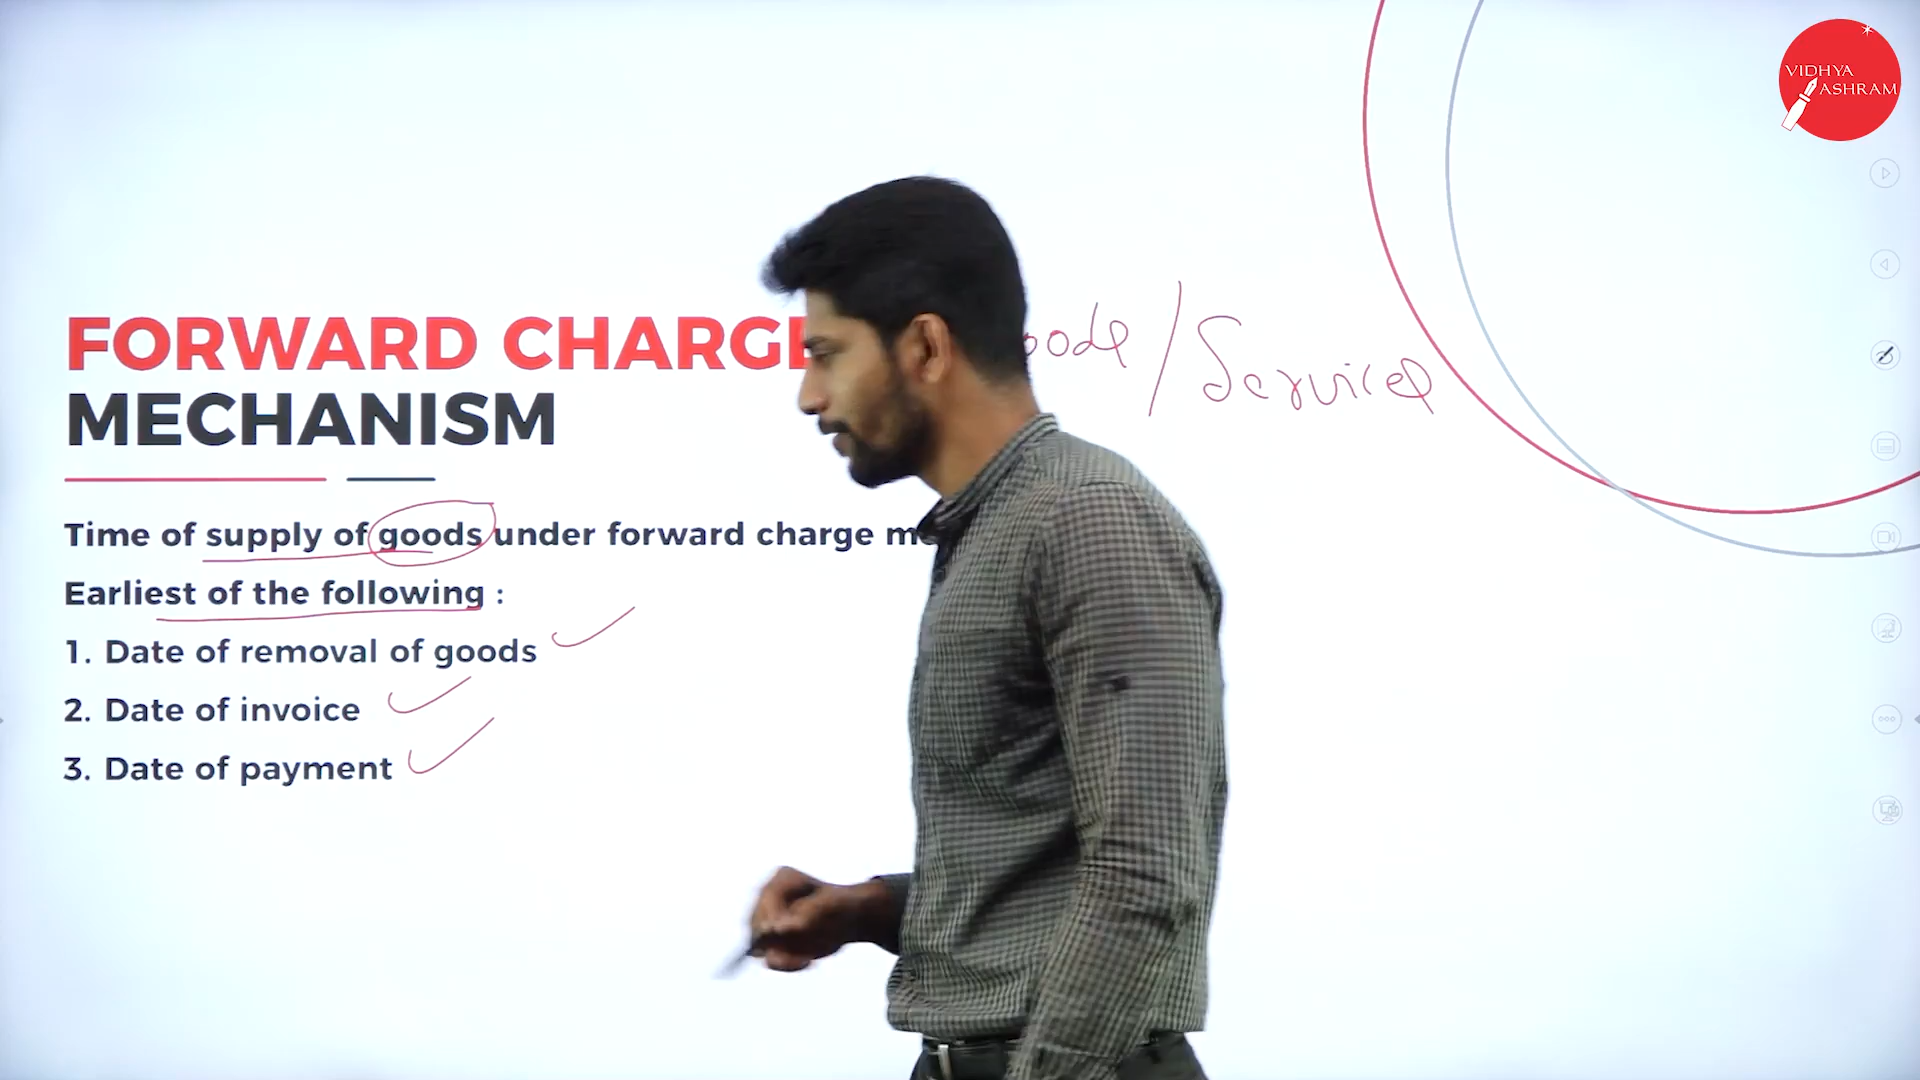 VIDHYA
ASHRAM
FORWARD CHARGE
MECHANISM
Services
Time of supply of goods under forward charge
Earliest of the following :
1. Date of removal of goods
2. Date of invoice
3. Date of payment